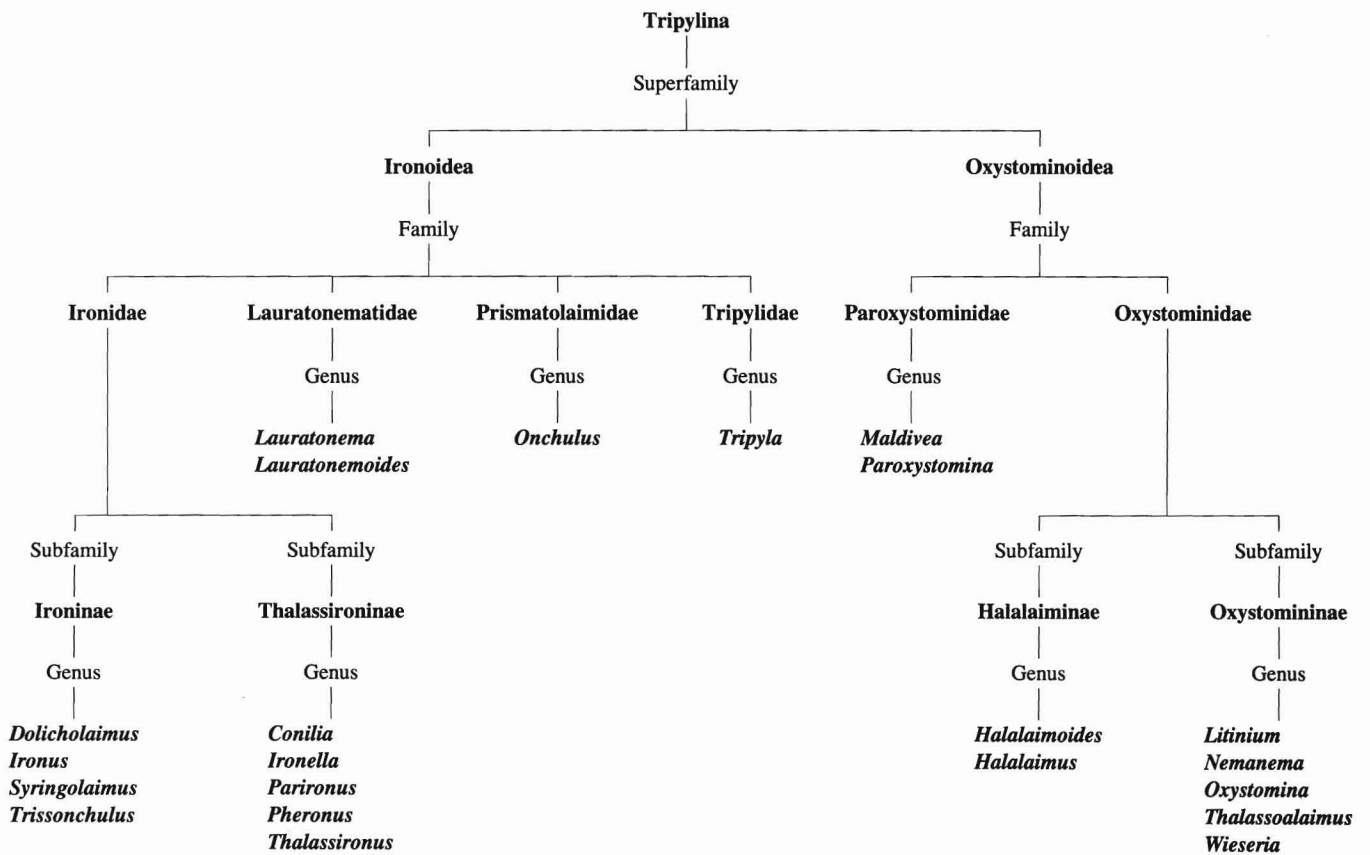 Tripylina
Superfamily
Ironoidea
Oxystominoidea
Family
Family
Ironidae
Lauratonematidae
Prismatolaimidae
Tripylidae
Paroxystominidae
Oxystominidae
Genus
Genus
Genus
Genus
Lauratonema
Lauratonemoides
Onchulus
Tripyla
Maldivea
Paroxystomina
Subfamily
Subfamily
Subfamily
Subfamily
Ironinae
Thalassironinae
Halalaiminae
Oxystomininae
Genus
Genus
Genus
Genus
Dolicholaimus
Ironus
Syringolaimus
Trissonchulus
Conilia
Ironella
Parironus
Pheronus
Thalassironus
Halalaimoides
Halalaimus
Litinium
Nemanema
Oxystomina
Thalassoalaimus
Wieseria